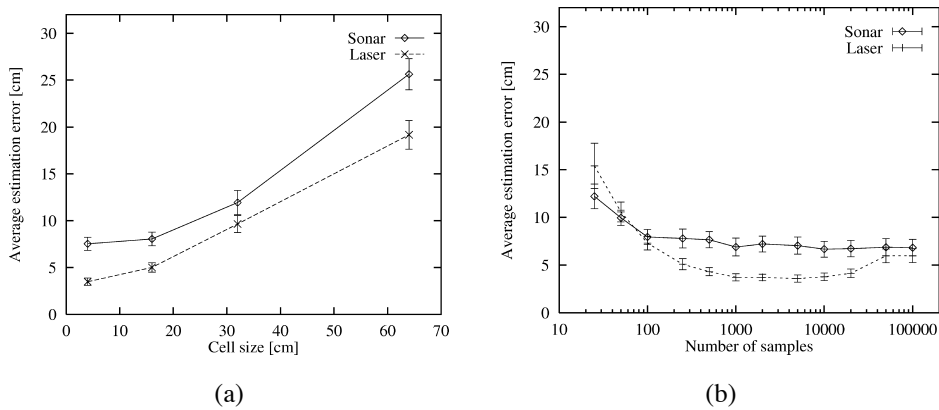 Average estimation error [cm]
30
25
20
15
10
5
0
Sonar
Laser
0 10 20 30 40 50 60 70
Cell size [cm]
(a)
Average estimation error [cm]
30
25
20
15
10
5
0
Sonar
Laser
10 100 1000 10000 100000
Number of samples
(b)